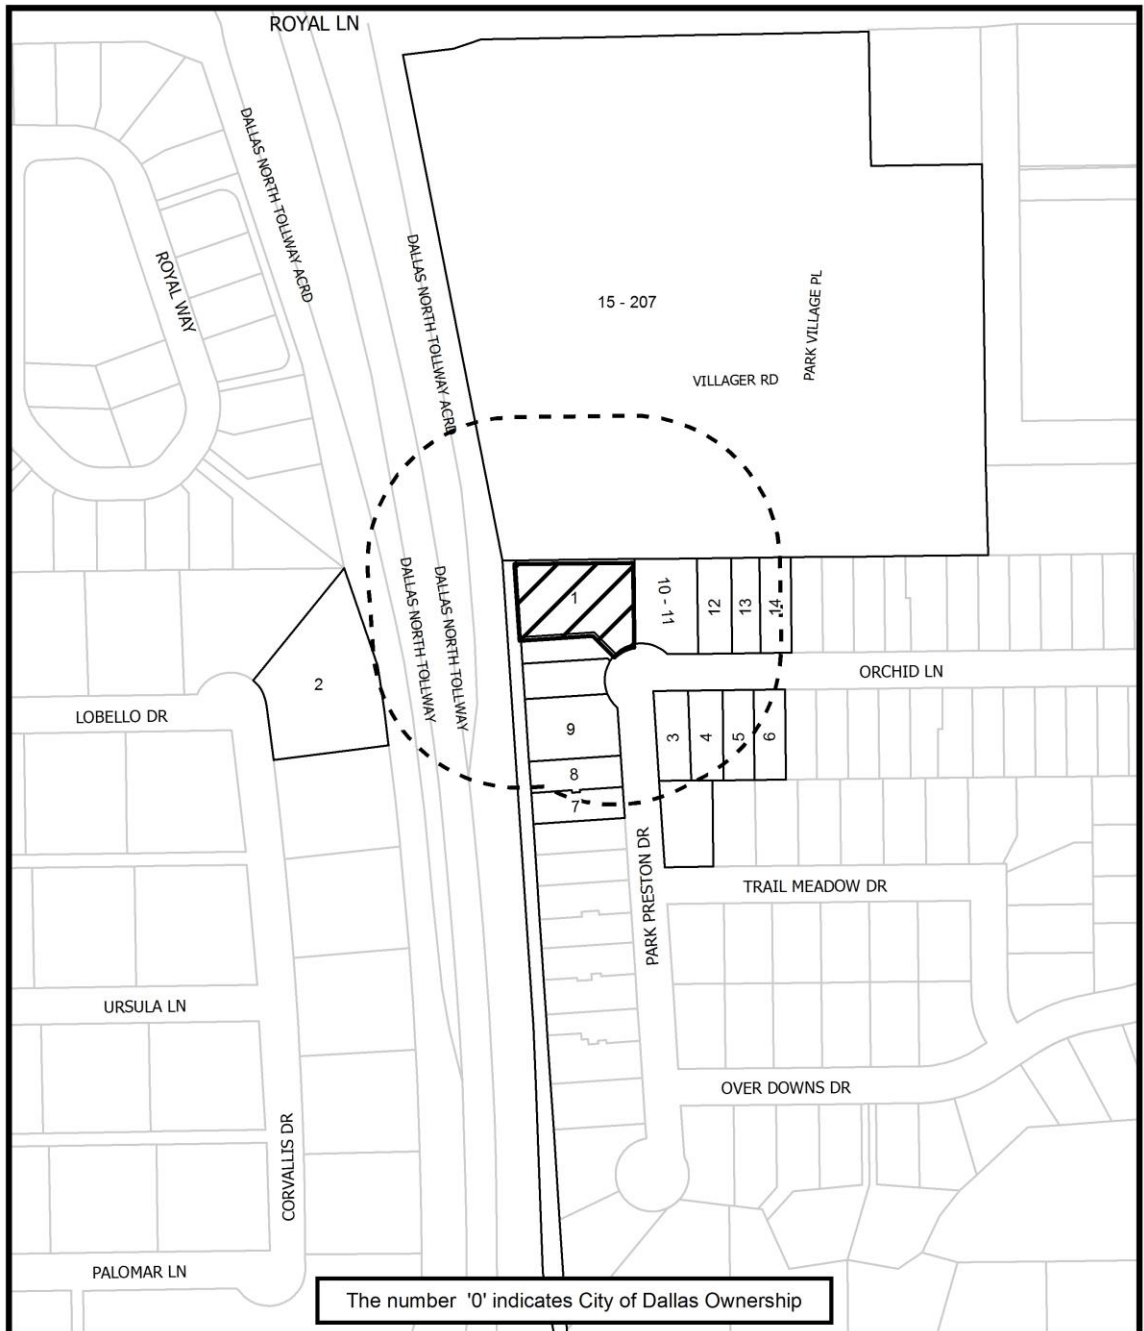 ROYAL LN
DALLAS NORTH TOLLWAY ACRD
DALLAS NORTH TOLLWAY ACRD
ROYAL WAY
15 - 207
PARK VILLAGE PL
VILLAGER RD
DALLAS NORTH TOLLWAY
DALLAS NORTH TOLLWAY
1
10 - 11
12
13
14
ORCHID LN
2
LOBELLO DR
9
3
4
5
6
8
7
PARK PRESTON DR
TRAIL MEADOW DR
URSULA LN
OVER DOWNS DR
CORVALLIS DR
PALOMAR LN
The number '0' indicates City of Dallas Ownership